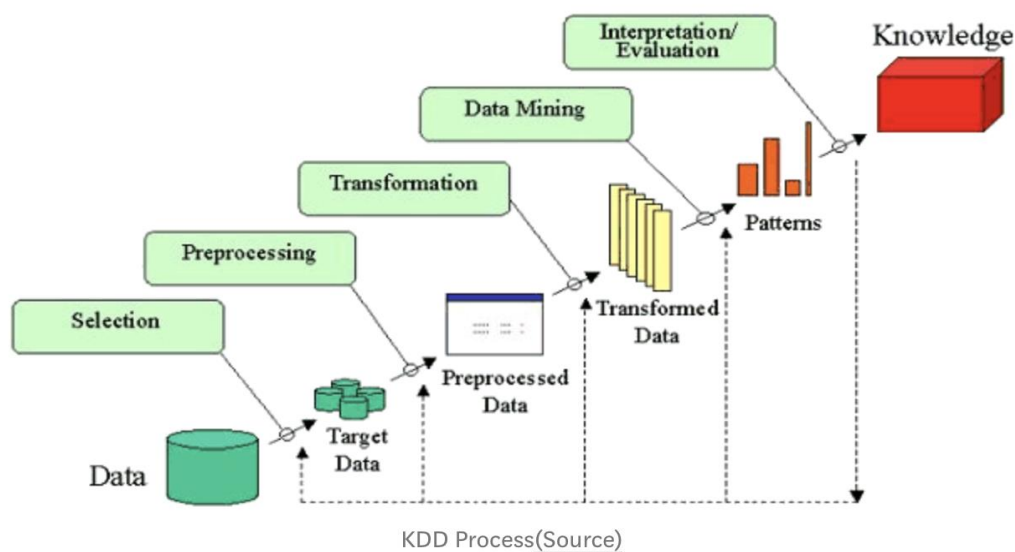 Interpretation/
Evaluation
Knowledge
Data Mining
Transformation
Patterns
Preprocessing
Transformed
Data
Selection
Preprocessed
Data
Target
Data
Data
KDD Process(Source)